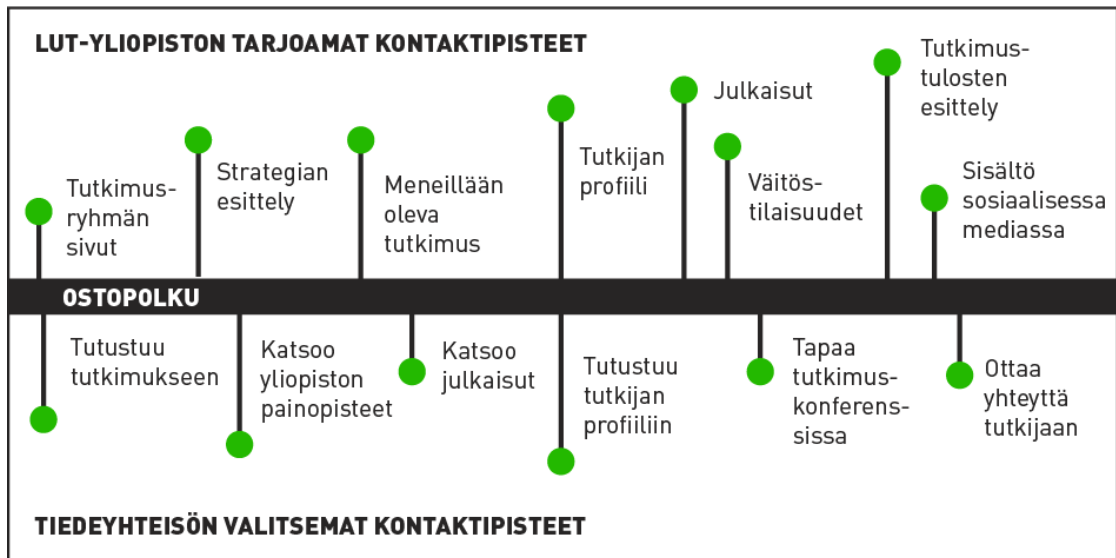 LUT-YLIOPISTON TARJOAMAT KONTAKTIPISTEET
Tutkimus-
ryhmän
sivut
Strategian
esittely
Meneillään
oleva
tutkimus
Tutkijan
profiili
Julkaisut
Väitös-
tilaisuudet
Tutkimus-
tulosten
esittely
Sisältö
sosiaalisessa
mediassa
OSTOPOLKU
Tutustuu
tutkimukseen
Katsoo
yliopiston
painopisteet
Katsoo
julkaisut
Tutustuu
tutkijan
profiiliin
Tapaa
tutkimus-
konferens-
sissa
Ottaa
yhteyttä
tutkijaan
TIEDEYHTEISÖN VALITSEMAT KONTAKTIPISTEET